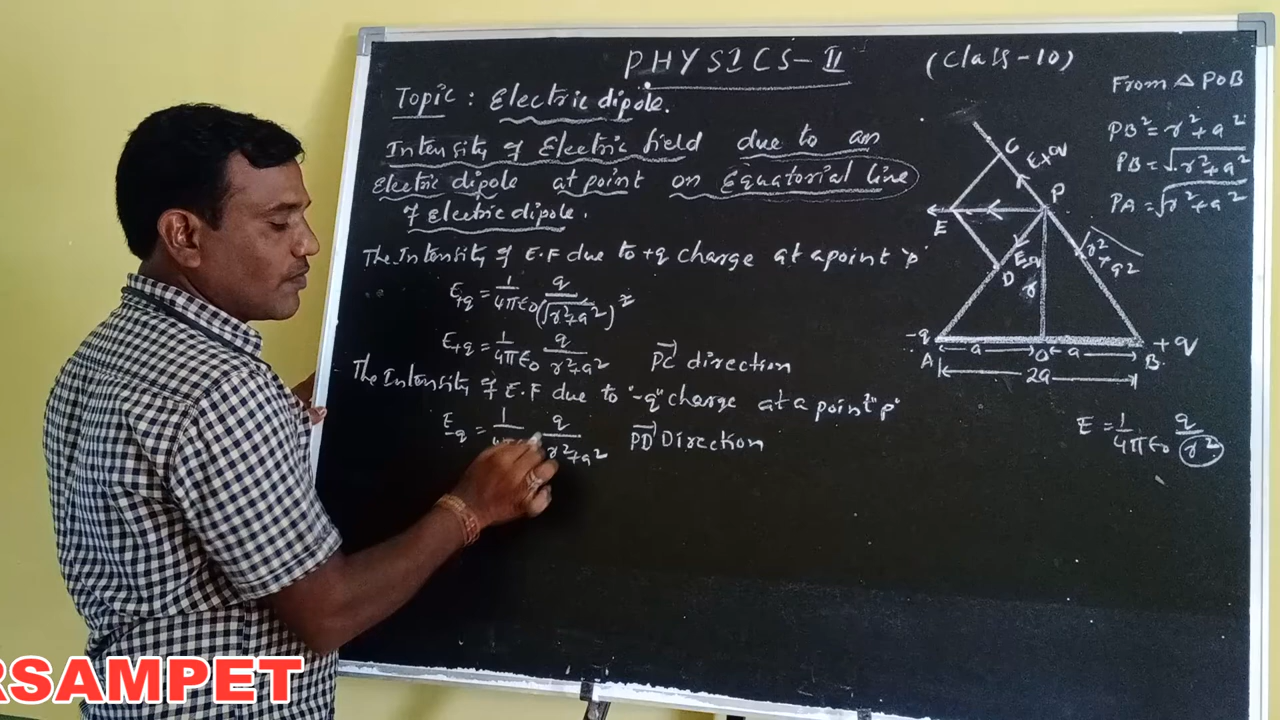 PHYSICS-II
(Class-10)
Topic : Electric dipole.
Intensity of Electric field due to an
Electric dipole at point on Equatorial line
of Electric dipole.
The Intensity of E.F due to +q charge at a point "p"
E+q = 1/4πε0 q/(√r²+a²)²
E+q = 1/4πε0 q/r²+a² PC direction
The Intensity of E.F due to "-q" charge at a point "p"
E-q = 1/ q/r²+a² PD Direction
From △ POB
PB² = r²+a²
PB = √r²+a²
PA = √r²+a²
C
E+q
P
E
E-q
D
r
√r²+a²
-q
+q
A
a
O
a
B
2a
E = 1/4πε0 q/r²
RSAMPET